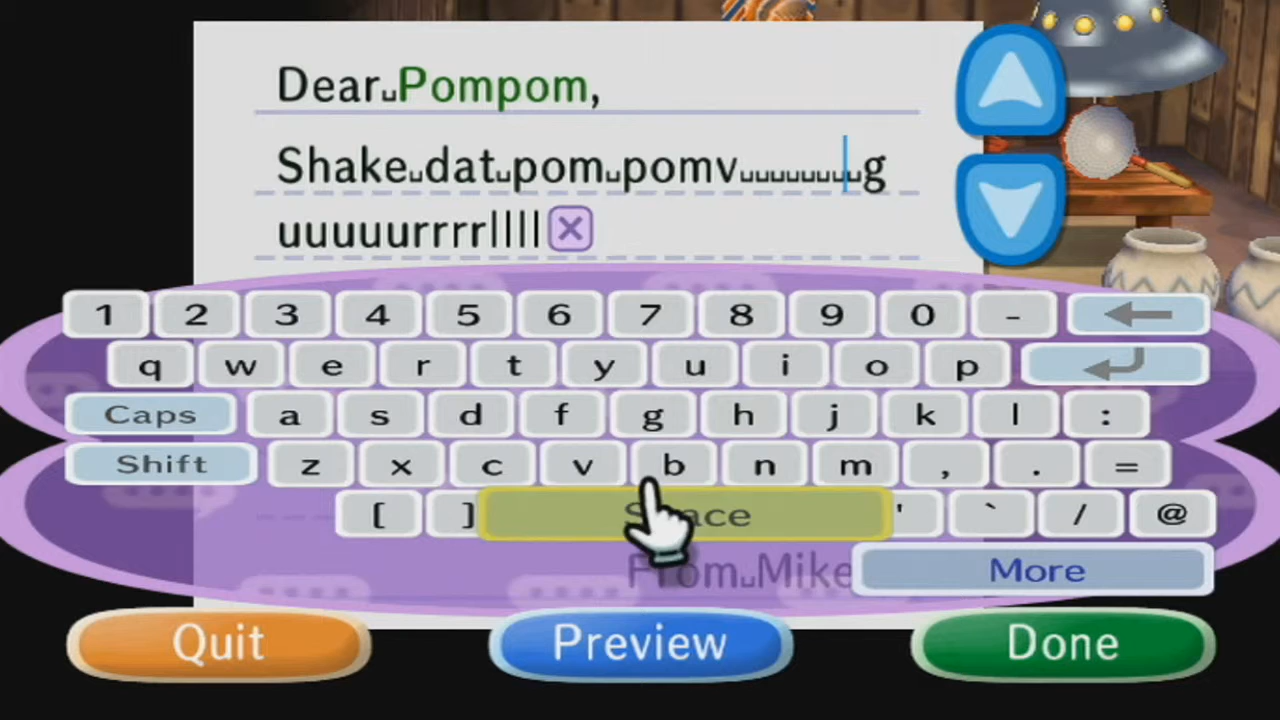 Dear␣Pompom,
Shake␣dat␣pom␣pomv␣␣␣␣␣␣␣␣g
uuuuurrrrllll
1 2 3 4 5 6 7 8 9 0 -
q w e r t y u i o p
Caps a s d f g h j k l :
Shift z x c v b n m , . =
[ ] Space ' ` / @
From␣Mike
More
Quit Preview Done